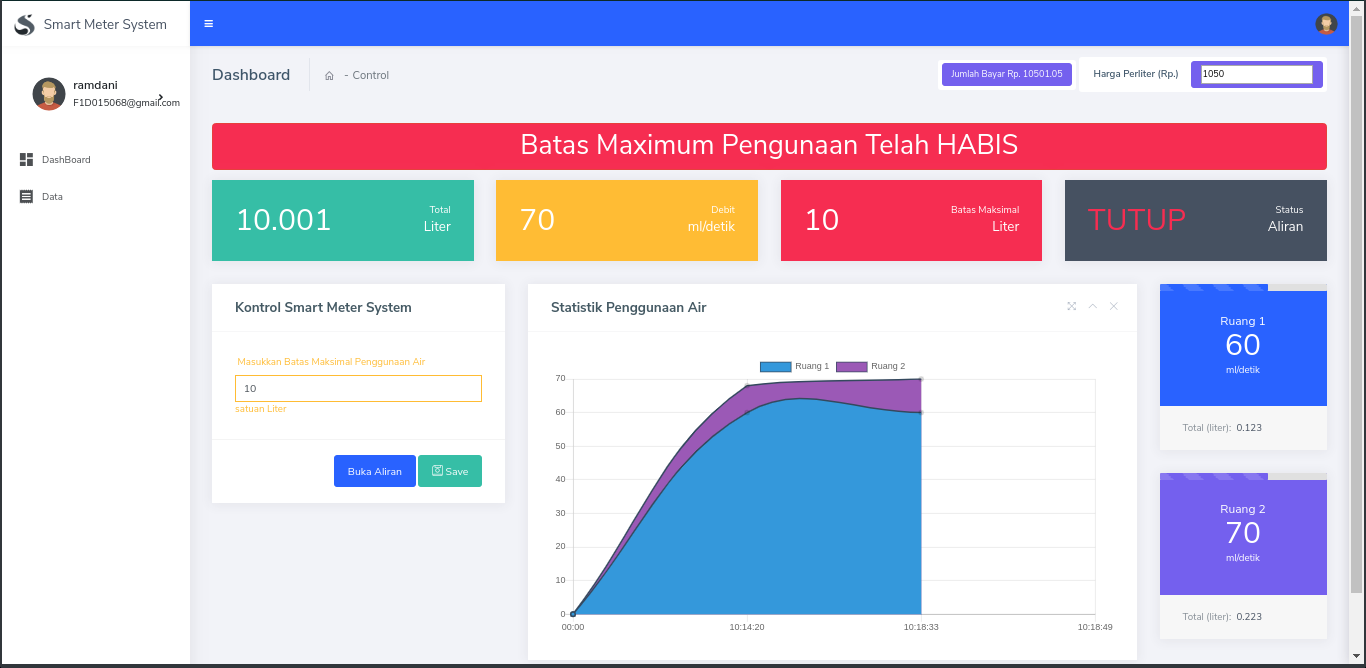 Smart Meter System
ramdani
F1D015068@gmail.com
DashBoard
Data
Dashboard
- Control
Jumlah Bayar Rp. 10501.05
Harga Perliter (Rp.)
1050
Batas Maximum Pengunaan Telah HABIS
10.001
Total
Liter
70
Debit
ml/detik
10
Batas Maksimal
Liter
TUTUP
Status
Aliran
Kontrol Smart Meter System
Masukkan Batas Maksimal Penggunaan Air
10
satuan Liter
Buka Aliran
Save
Statistik Penggunaan Air
Ruang 1
Ruang 2
70
60
50
40
30
20
10
0
00:00
10:14:20
10:18:33
10:18:49
Ruang 1
60
ml/detik
Total (liter): 0.123
Ruang 2
70
ml/detik
Total (liter): 0.223